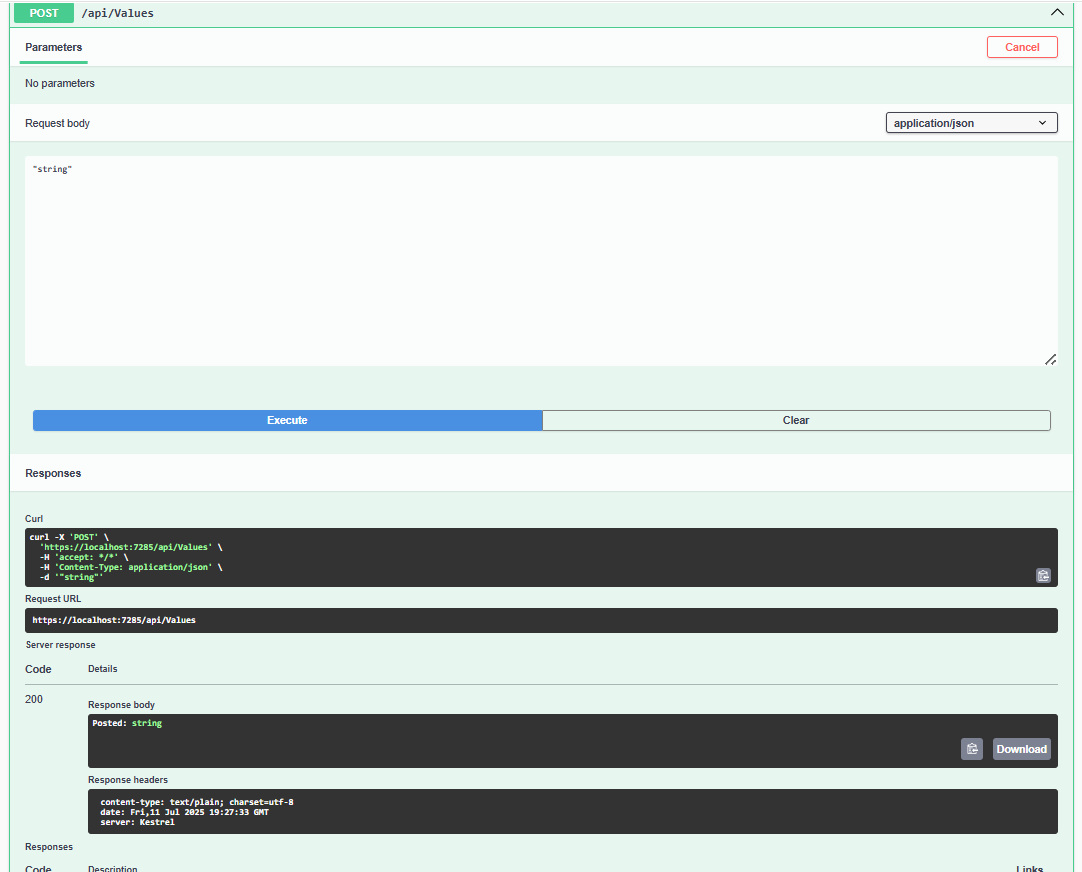 POST /api/Values
Parameters Cancel
No parameters
Request body application/json
"string"
Execute Clear
Responses
Curl
curl -X 'POST' \
'https://localhost:7285/api/Values' \
-H 'accept: */*' \
-H 'Content-Type: application/json' \
-d '"string"'
Request URL
https://localhost:7285/api/Values
Server response
Code Details
200
Response body
Posted: string
Download
Response headers
content-type: text/plain; charset=utf-8
date: Fri,11 Jul 2025 19:27:33 GMT
server: Kestrel
Responses
Code Description Links